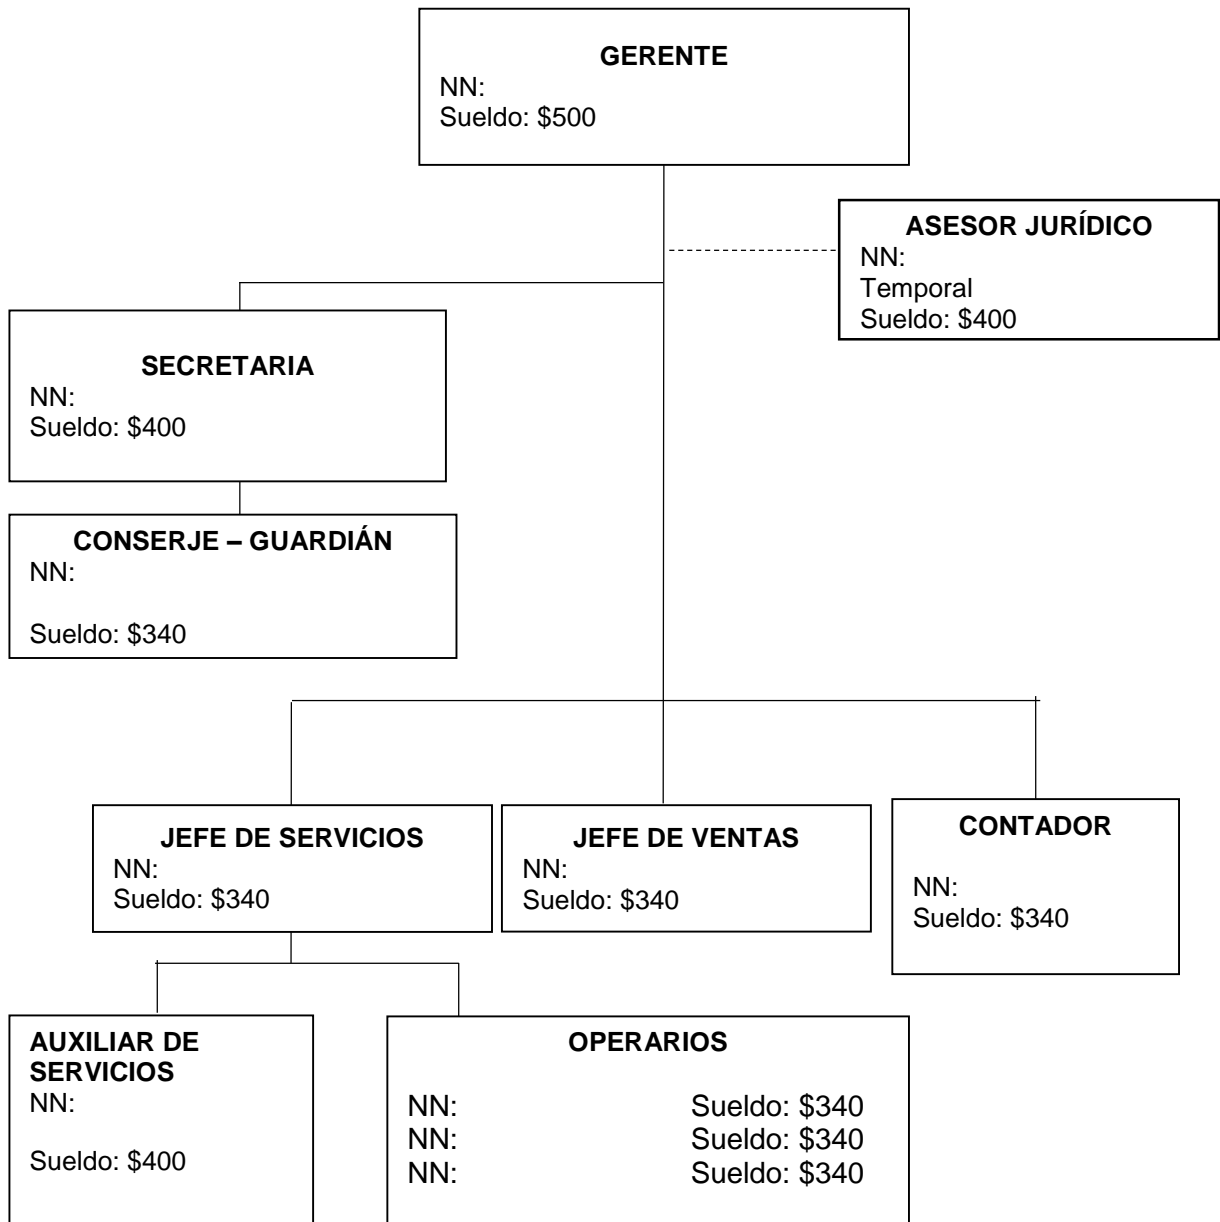 GERENTE
NN:
Sueldo: $500
ASESOR JURÍDICO
NN:
Temporal
Sueldo: $400
SECRETARIA
NN:
Sueldo: $400
CONSERJE – GUARDIÁN
NN:
Sueldo: $340
JEFE DE SERVICIOS
NN:
Sueldo: $340
JEFE DE VENTAS
NN:
Sueldo: $340
CONTADOR
NN:
Sueldo: $340
AUXILIAR DE
SERVICIOS
NN:
Sueldo: $400
OPERARIOS
NN: Sueldo: $340
NN: Sueldo: $340
NN: Sueldo: $340